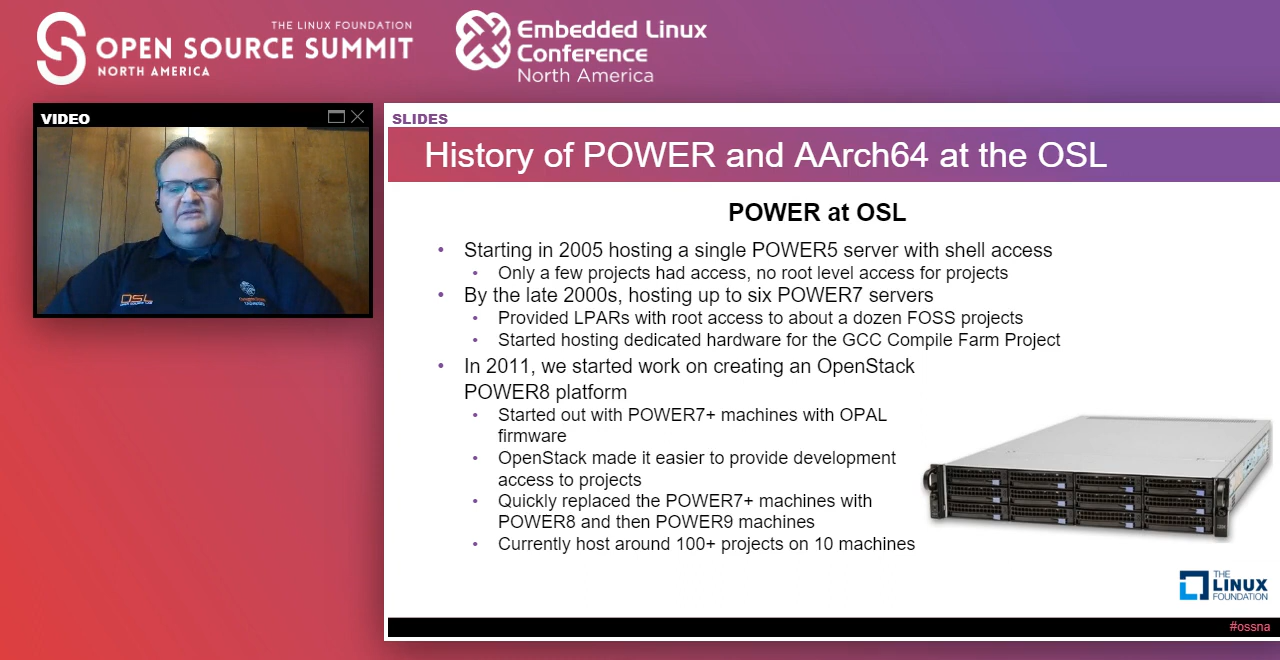 THE LINUX FOUNDATION
OPEN SOURCE SUMMIT
NORTH AMERICA
Embedded Linux
Conference
North America
VIDEO
OSL
SLIDES
History of POWER and AArch64 at the OSL
POWER at OSL
• Starting in 2005 hosting a single POWER5 server with shell access
• Only a few projects had access, no root level access for projects
• By the late 2000s, hosting up to six POWER7 servers
• Provided LPARs with root access to about a dozen FOSS projects
• Started hosting dedicated hardware for the GCC Compile Farm Project
• In 2011, we started work on creating an OpenStack
POWER8 platform
• Started out with POWER7+ machines with OPAL
firmware
• OpenStack made it easier to provide development
access to projects
• Quickly replaced the POWER7+ machines with
POWER8 and then POWER9 machines
• Currently host around 100+ projects on 10 machines
THE
LINUX
FOUNDATION
#ossna